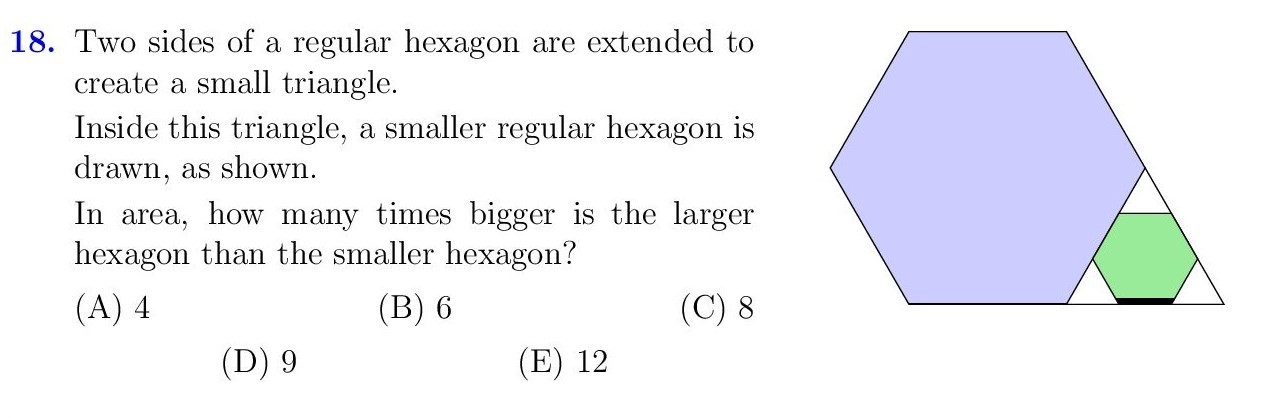 18. Two sides of a regular hexagon are extended to
create a small triangle.
Inside this triangle, a smaller regular hexagon is
drawn, as shown.
In area, how many times bigger is the larger
hexagon than the smaller hexagon?
(A) 4 (B) 6 (C) 8
(D) 9 (E) 12